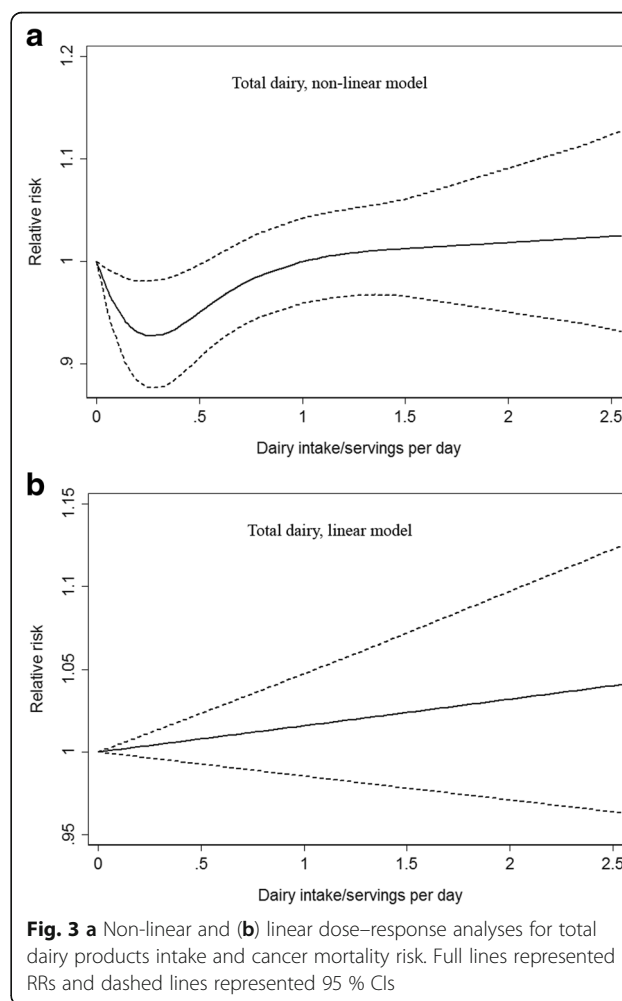 a
1.2
1.1
1
.9
Relative risk
Total dairy, non-linear model
0 .5 1 1.5 2 2.5
Dairy intake/servings per day
b
1.15
1.1
1.05
1
.95
Relative risk
Total dairy, linear model
0 .5 1 1.5 2 2.5
Dairy intake/servings per day
Fig. 3 a Non-linear and (b) linear dose–response analyses for total
dairy products intake and cancer mortality risk. Full lines represented
RRs and dashed lines represented 95 % CIs